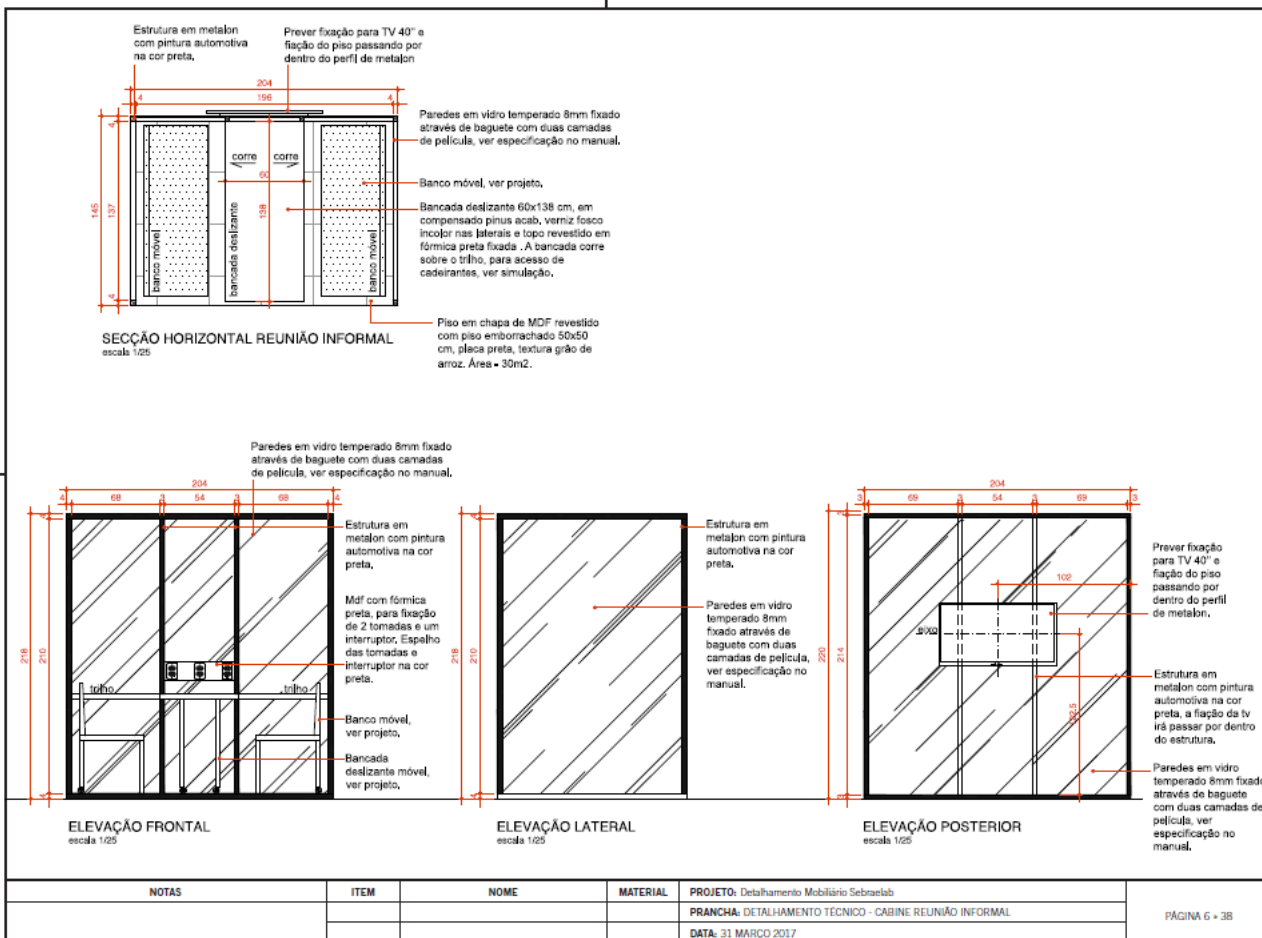 Estrutura em metalon
com pintura automotiva
na cor preta.
Prever fixação para TV 40" e
fiação do piso passando por
dentro do perfil de metalon
204
4
196
4
Paredes em vidro temperado 8mm fixado
através de baguete com duas camadas
de película, ver especificação no manual.
4
145
137
4
corre
corre
60
138
banco móvel
bancada deslizante
banco móvel
Banco móvel, ver projeto.
Bancada deslizante 60x138 cm, em
compensado pinus acab. verniz fosco
incolor nas laterais e topo revestido em
fórmica preta fixada . A bancada corre
sobre o trilho, para acesso de
cadeirantes, ver simulação.
Piso em chapa de MDF revestido
com piso emborrachado 50x50
cm, placa preta, textura grão de
arroz. Área = 30m2.
SECÇÃO HORIZONTAL REUNIÃO INFORMAL
escala 1/25
Paredes em vidro temperado 8mm fixado
através de baguete com duas camadas
de película, ver especificação no manual.
204
4
68
3
54
3
68
4
218
4
210
4
trilho
trilho
Estrutura em
metalon com pintura
automotiva na cor
preta.
Mdf com fórmica
preta, para fixação
de 2 tomadas e um
interruptor. Espelho
das tomadas e
interruptor na cor
preta.
Banco móvel,
ver projeto.
Bancada
deslizante móvel,
ver projeto.
ELEVAÇÃO FRONTAL
escala 1/25
218
4
210
4
Estrutura em
metalon com pintura
automotiva na cor
preta.
Paredes em vidro
temperado 8mm
fixado através de
baguete com duas
camadas de película,
ver especificação no
manual.
ELEVAÇÃO LATERAL
escala 1/25
204
3
69
3
54
3
69
3
220
3
214
3
102
eixo
Prever fixação
para TV 40" e
fiação do piso
passando por
dentro do perfil
de metalon.
Estrutura em
metalon com pintura
automotiva na cor
preta, a fiação da tv
irá passar por dentro
do estrutura.
Paredes em vidro
temperado 8mm fixado
através de baguete
com duas camadas de
película, ver
especificação no
manual.
ELEVAÇÃO POSTERIOR
escala 1/25
NOTAS
ITEM
NOME
MATERIAL
PROJETO: Detalhamento Mobiliário Sebraelab
PRANCHA: DETALHAMENTO TÉCNICO - CABINE REUNIÃO INFORMAL
DATA: 31 MARÇO 2017
PÁGINA 6 • 38